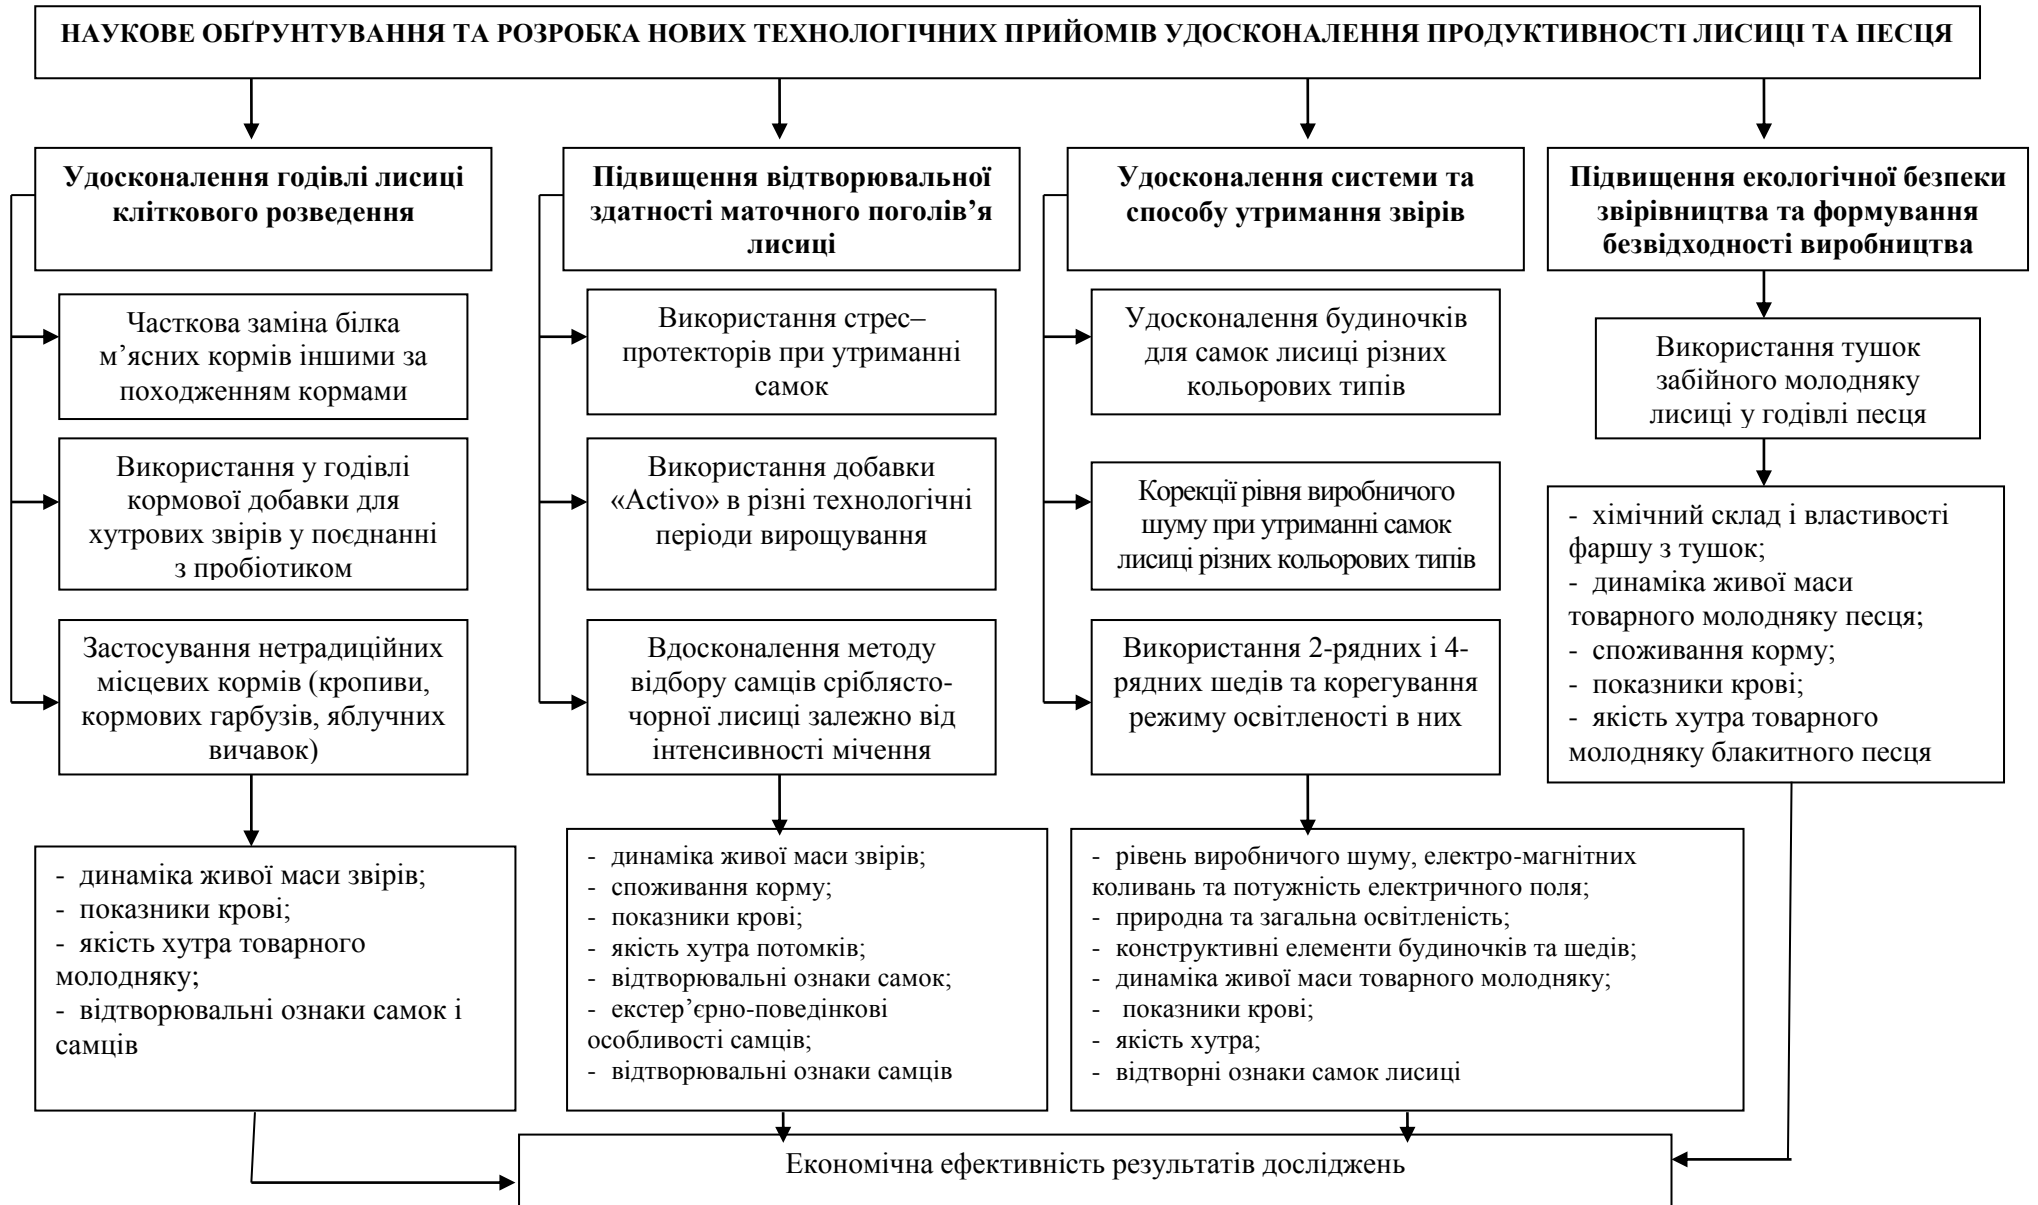 НАУКОВЕ ОБҐРУНТУВАННЯ ТА РОЗРОБКА НОВИХ ТЕХНОЛОГІЧНИХ ПРИЙОМІВ УДОСКОНАЛЕННЯ ПРОДУКТИВНОСТІ ЛИСИЦІ ТА ПЕСЦЯ
Удосконалення годівлі лисиці
кліткового розведення
Часткова заміна білка
м’ясних кормів іншими за
походженням кормами
Використання у годівлі
кормової добавки для
хутрових звірів у поєднанні
з пробіотиком
Застосування нетрадиційних
місцевих кормів (кропиви,
кормових гарбузів, яблучних
вичавок)
- динаміка живої маси звірів;
- показники крові;
- якість хутра товарного
молодняку;
- відтворювальні ознаки самок і
самців
Підвищення відтворювальної
здатності маточного поголів’я
лисиці
Використання стрес–
протекторів при утриманні
самок
Використання добавки
«Activo» в різні технологічні
періоди вирощування
Вдосконалення методу
відбору самців сріблясто-
чорної лисиці залежно від
інтенсивності мічення
- динаміка живої маси звірів;
- споживання корму;
- показники крові;
- якість хутра потомків;
- відтворювальні ознаки самок;
- екстер’єрно-поведінкові
особливості самців;
- відтворювальні ознаки самців
Удосконалення системи та
способу утримання звірів
Удосконалення будиночків
для самок лисиці різних
кольорових типів
Корекції рівня виробничого
шуму при утриманні самок
лисиці різних кольорових типів
Використання 2-рядних і 4-
рядних шедів та корегування
режиму освітленості в них
- рівень виробничого шуму, електро-магнітних
коливань та потужність електричного поля;
- природна та загальна освітленість;
- конструктивні елементи будиночків та шедів;
- динаміка живої маси товарного молодняку;
- показники крові;
- якість хутра;
- відтворні ознаки самок лисиці
Підвищення екологічної безпеки
звірівництва та формування
безвідходності виробництва
Використання тушок
забійного молодняку
лисиці у годівлі песця
- хімічний склад і властивості
фаршу з тушок;
- динаміка живої маси
товарного молодняку песця;
- споживання корму;
- показники крові;
- якість хутра товарного
молодняку блакитного песця
Економічна ефективність результатів досліджень